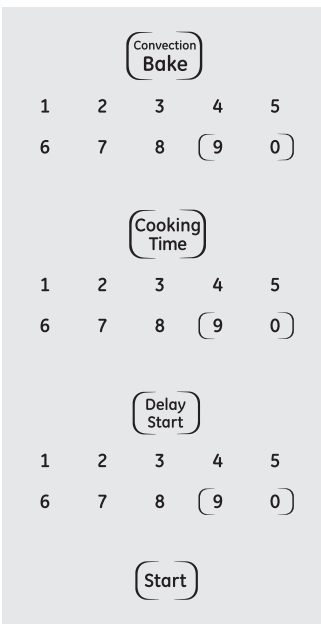 Convection
Bake
1 2 3 4 5
6 7 8 9 0
Cooking
Time
1 2 3 4 5
6 7 8 9 0
Delay
Start
1 2 3 4 5
6 7 8 9 0
Start